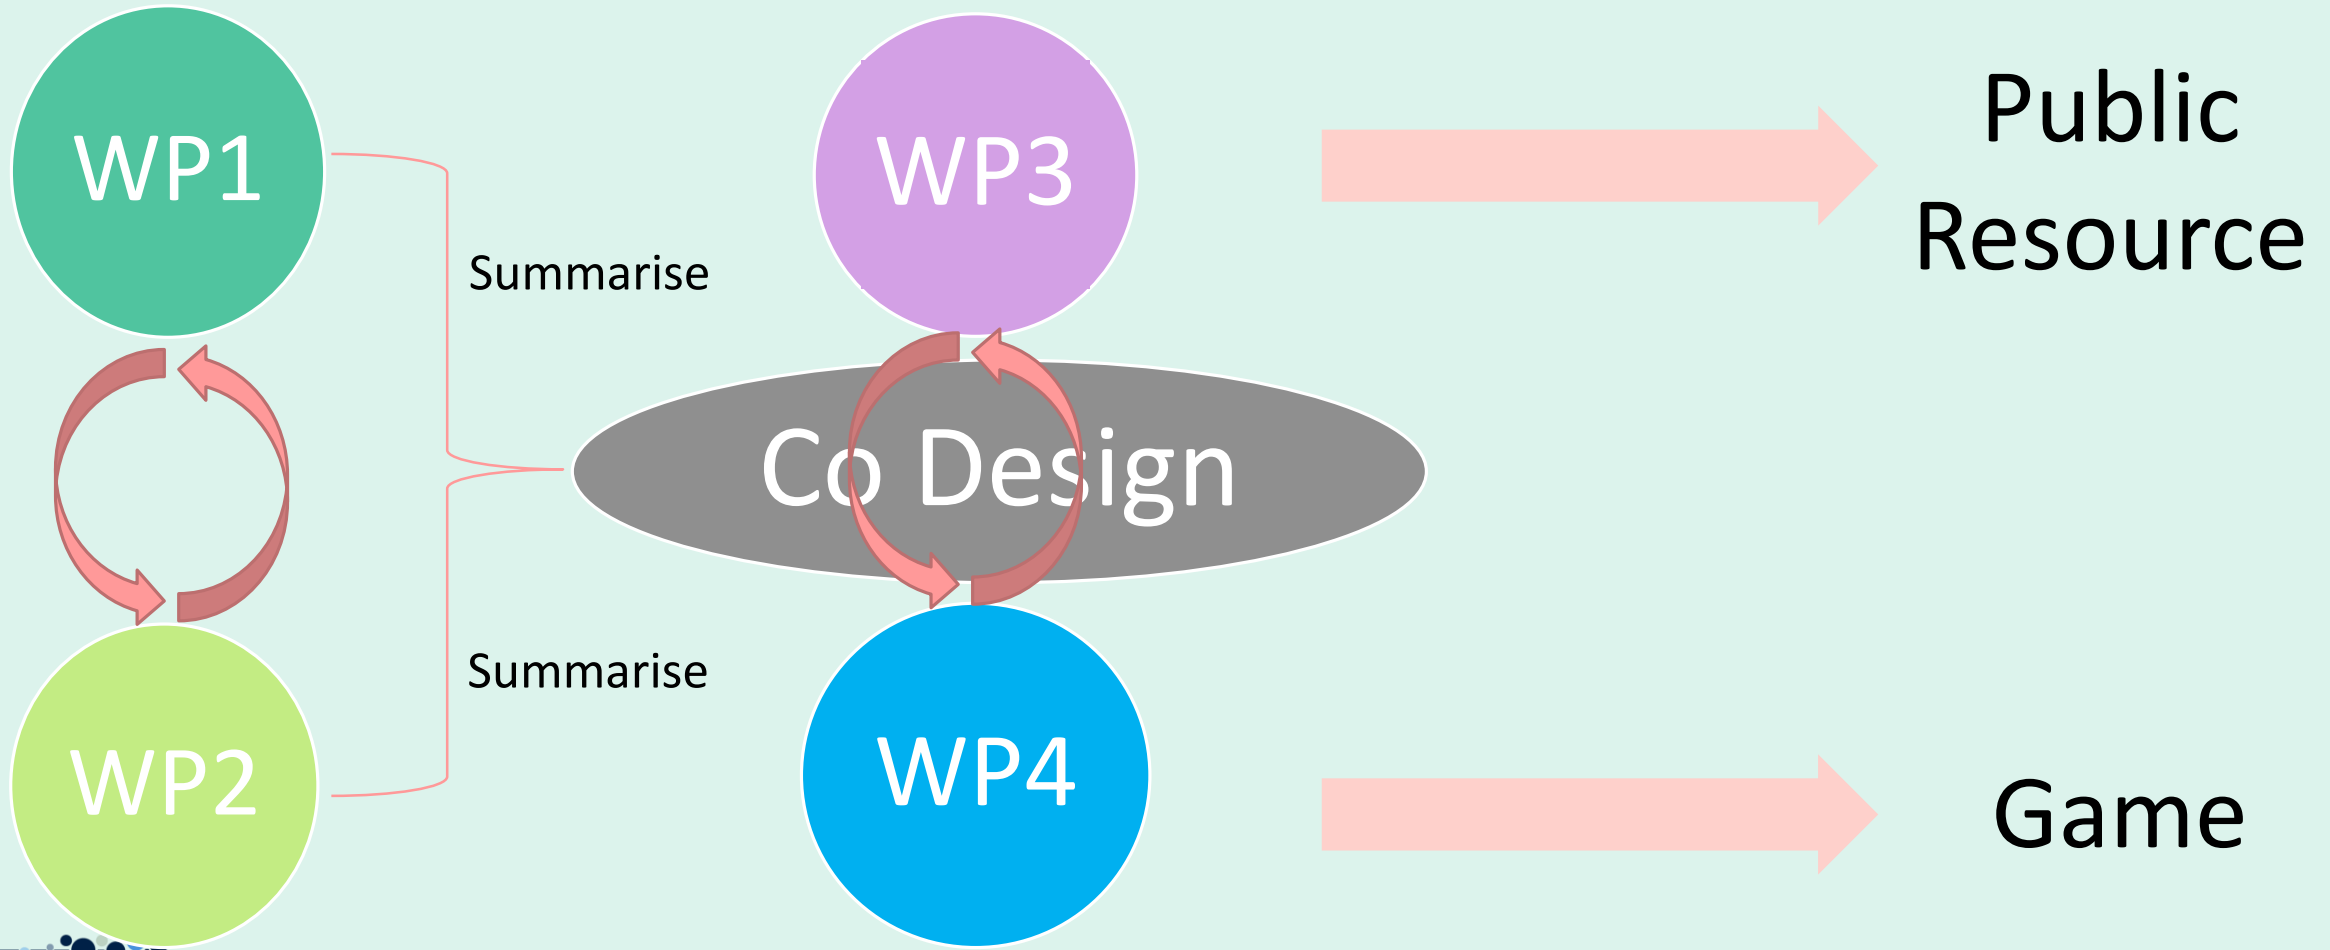 WP1
WP3
Public
Resource
Summarise
Co Design
Summarise
WP2
WP4
Game